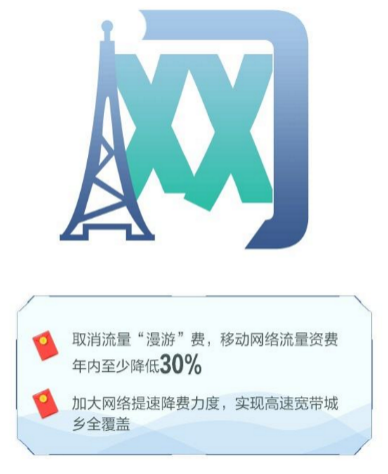 取消流量“漫游”费，移动网络流量资费
年内至少降低30%
加大网络提速降费力度，实现高速宽带城
乡全覆盖